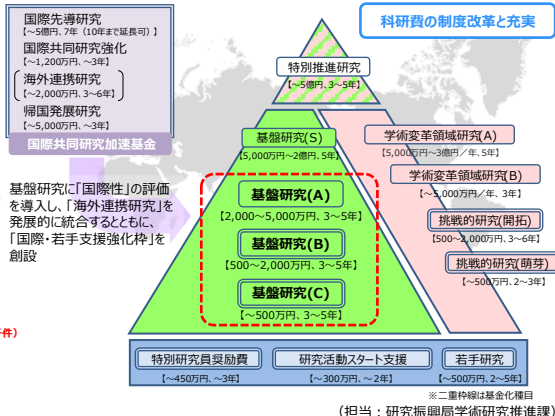 科研費の制度改革と充実
国際先導研究
【～5億円、7年（10年まで延長可）】
国際共同研究強化
【～1,200万円、～3年】
海外連携研究
【～2,000万円、3～6年】
帰国発展研究
【～5,000万円、～3年】
国際共同研究加速基金
基盤研究に「国際性」の評価
を導入し、「海外連携研究」を
発展的に統合するとともに、
「国際・若手支援強化枠」を
創設
件）
特別推進研究
【～5億円、3～5年】
基盤研究(S)
【5,000万円～2億円、5年】
基盤研究(A)
【2,000～5,000万円、3～5年】
基盤研究(B)
【500～2,000万円、3～5年】
基盤研究(C)
【～500万円、3～5年】
学術変革領域研究(A)
【5,000万円～3億円/年、5年】
学術変革領域研究(B)
【～5,000万円/年、3年】
挑戦的研究(開拓)
【500～2,000万円、3～6年】
挑戦的研究(萌芽)
【～500万円、2～3年】
特別研究員奨励費
【～450万円、～3年】
研究活動スタート支援
【～300万円、～2年】
若手研究
【～500万円、2～5年】
※二重枠線は基金化種目
（担当：研究振興局学術研究推進課）